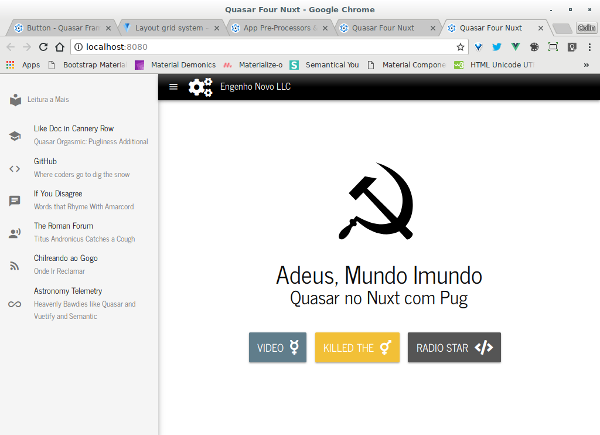 Quasar Four Nuxt - Google Chrome
Button - Quasar Fra
Layout grid system -
App Pre-Processors
Quasar Four Nuxt
Quasar Four Nuxt
localhost:8080
Apps
Bootstrap Materia
Material Demonics
Materialize-o
Semantical You
Material Compone
HTML Unicode UT
»
Leitura a Mais
Engenho Novo LLC
Like Doc in Cannery Row
Quasar Orgasmic: Pugliness Additional
GitHub
Where coders go to dig the snow
If You Disagree
Words that Rhyme With Amarcord
The Roman Forum
Titus Andronicus Catches a Cough
Chilreando ao Gogo
Onde Ir Reclamar
Astronomy Telemetry
Heavenly Bawdies like Quasar and
Vuetify and Semantic
Adeus, Mundo Imundo
Quasar no Nuxt com Pug
VIDEO
KILLED THE
RADIO STAR